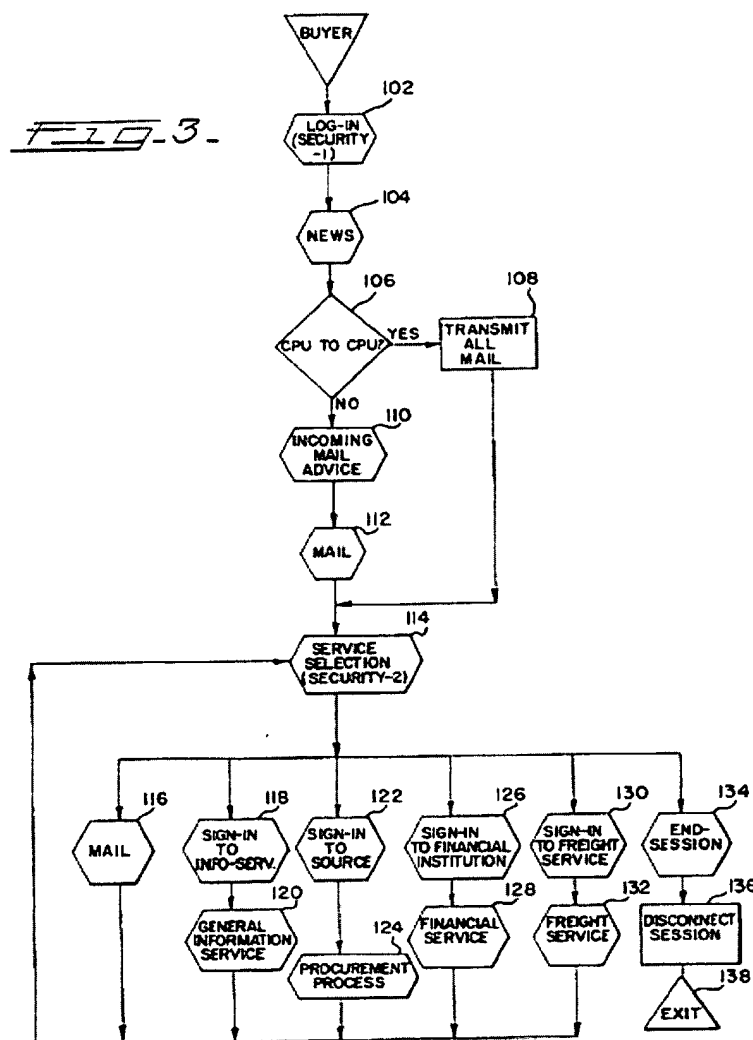 BUYER
Fig. 3.
102
LOG-IN
(SECURITY
-1)
104
NEWS
106
CPU TO CPU?
YES
108
TRANSMIT
ALL
MAIL
NO
110
INCOMING
MAIL
ADVICE
112
MAIL
114
SERVICE
SELECTION
(SECURITY-2)
116
MAIL
118
SIGN-IN
TO
INFO-SERV.
120
GENERAL
INFORMATION
SERVICE
122
SIGN-IN
TO
SOURCE
124
PROCUREMENT
PROCESS
126
SIGN-IN
TO FINANCIAL
INSTITUTION
128
FINANCIAL
SERVICE
130
SIGN-IN
TO FREIGHT
SERVICE
132
FREIGHT
SERVICE
134
END-
SESSION
136
DISCONNECT
SESSION
138
EXIT